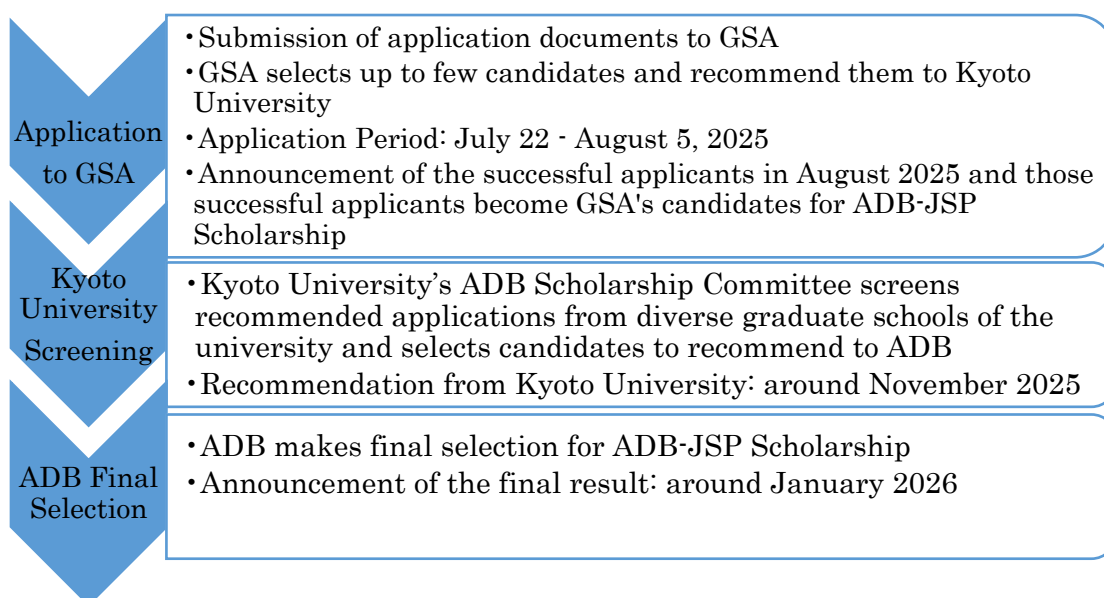 Application
to GSA
・Submission of application documents to GSA
・GSA selects up to few candidates and recommend them to Kyoto
University
・Application Period: July 22 - August 5, 2025
・Announcement of the successful applicants in August 2025 and those
successful applicants become GSA's candidates for ADB-JSP
Scholarship
Kyoto
University
Screening
・Kyoto University’s ADB Scholarship Committee screens
recommended applications from diverse graduate schools of the
university and selects candidates to recommend to ADB
・Recommendation from Kyoto University: around November 2025
ADB Final
Selection
・ADB makes final selection for ADB-JSP Scholarship
・Announcement of the final result: around January 2026